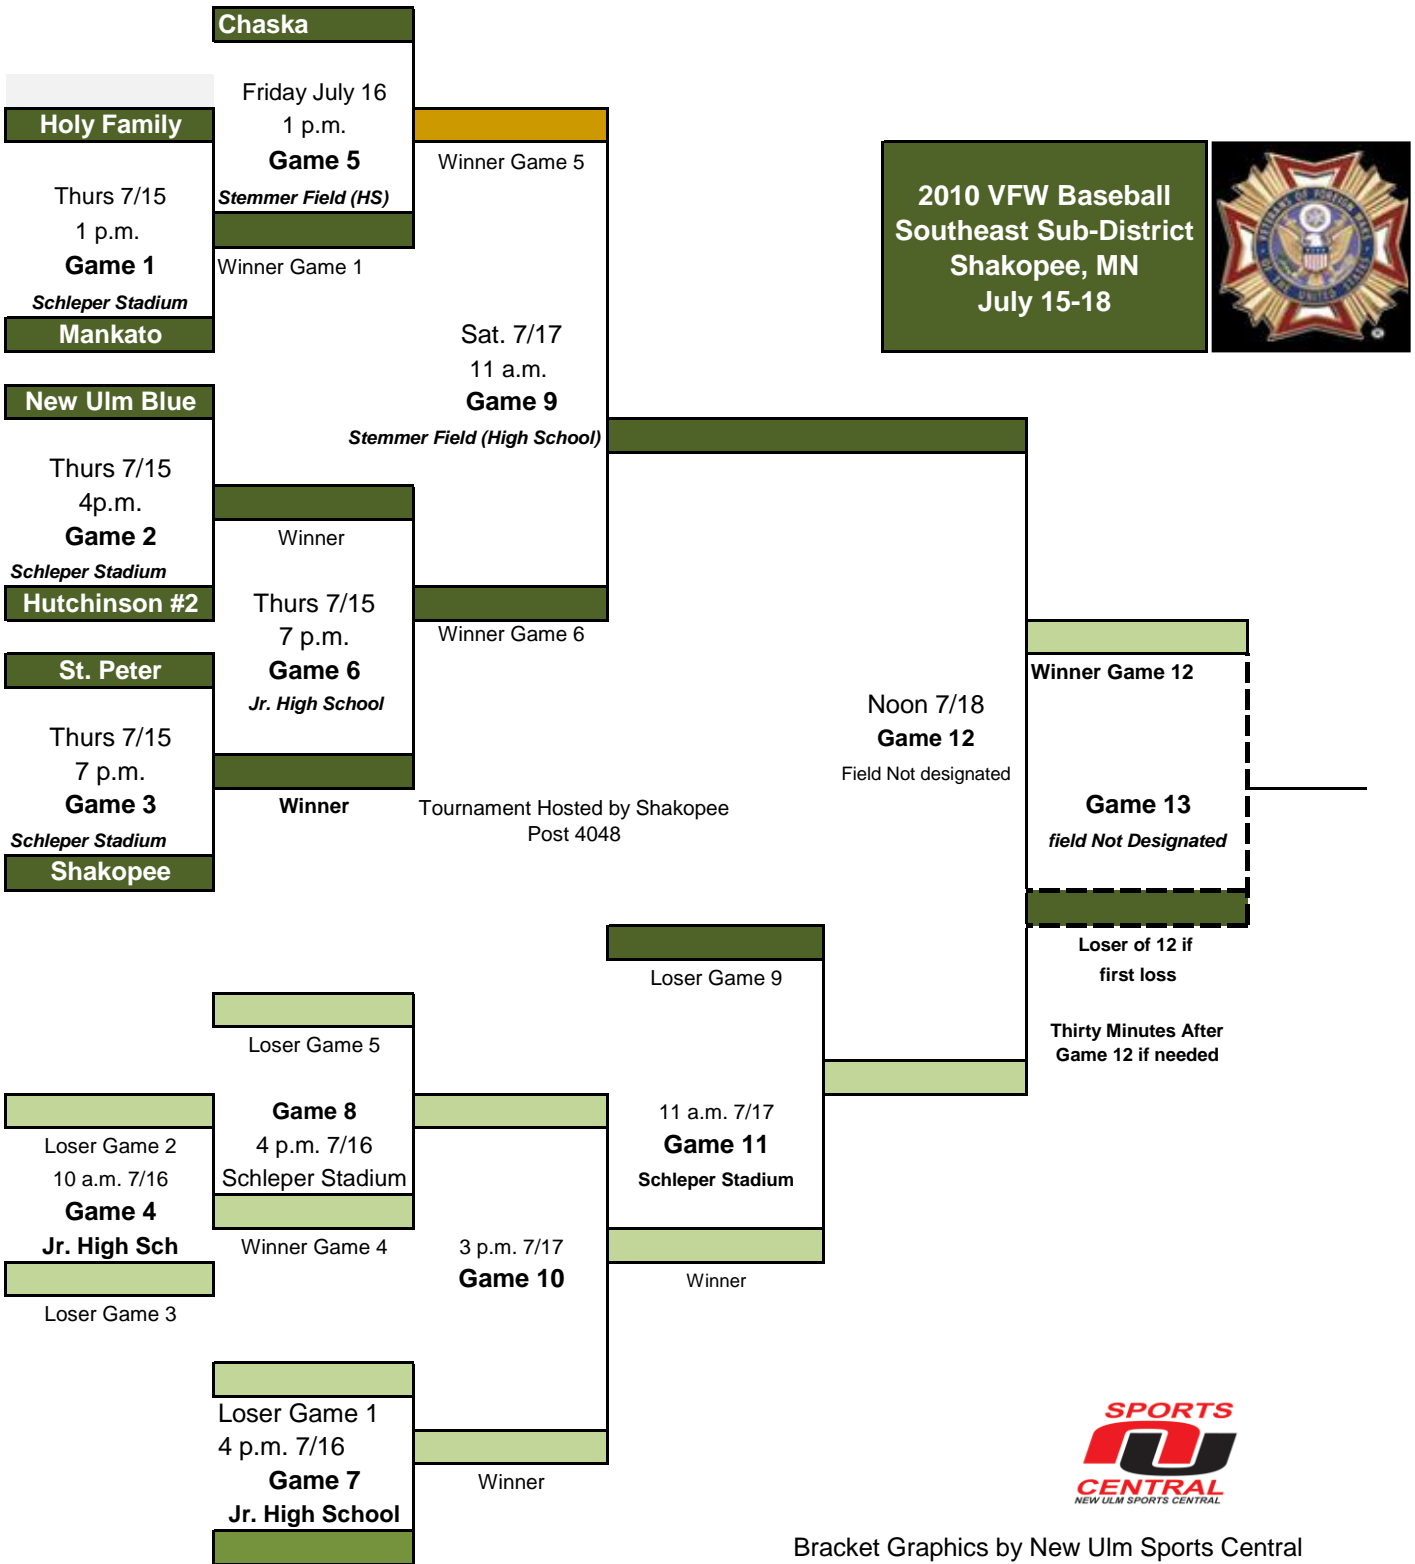 Chaska
Friday July 16
1 p.m.
Game 5
Stemmer Field (HS)
Winner Game 1
Holy Family
Thurs 7/15
1 p.m.
Game 1
Schleper Stadium
Mankato
Winner Game 5
Sat. 7/17
11 a.m.
Game 9
Stemmer Field (High School)
2010 VFW Baseball
Southeast Sub-District
Shakopee, MN
July 15-18
VETERANS OF FOREIGN WARS
OF THE UNITED STATES
®
New Ulm Blue
Thurs 7/15
4p.m.
Game 2
Schleper Stadium
Hutchinson #2
Winner
Thurs 7/15
7 p.m.
Game 6
Jr. High School
Winner
Winner Game 6
St. Peter
Thurs 7/15
7 p.m.
Game 3
Schleper Stadium
Shakopee
Tournament Hosted by Shakopee
Post 4048
Noon 7/18
Game 12
Field Not designated
Winner Game 12
Game 13
field Not Designated
Loser of 12 if
first loss
Thirty Minutes After
Game 12 if needed
Loser Game 9
11 a.m. 7/17
Game 11
Schleper Stadium
Winner
Loser Game 5
Game 8
4 p.m. 7/16
Schleper Stadium
Winner Game 4
Loser Game 2
10 a.m. 7/16
Game 4
Jr. High Sch
Loser Game 3
3 p.m. 7/17
Game 10
Loser Game 1
4 p.m. 7/16
Game 7
Jr. High School
Winner
SPORTS
NU
CENTRAL
NEW ULM SPORTS CENTRAL
Bracket Graphics by New Ulm Sports Central